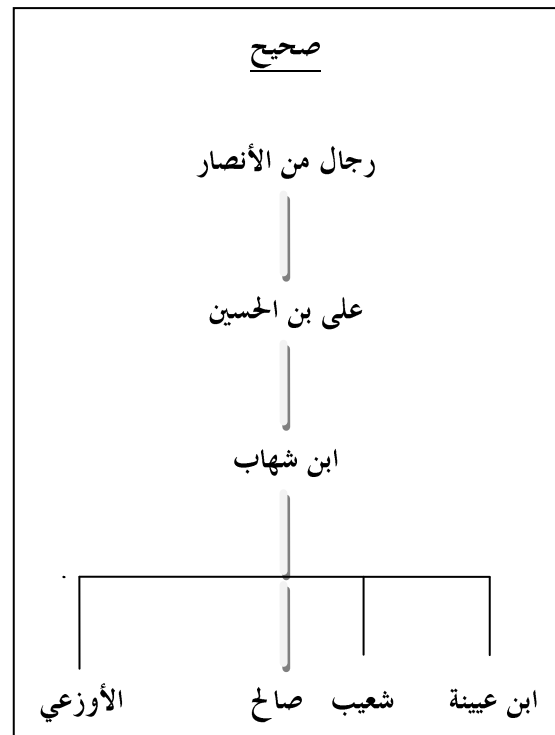 صحيح
رجال من الأنصار
على بن الحسين
ابن شهاب
ابن عيينة شعيب صالح الأوزعي